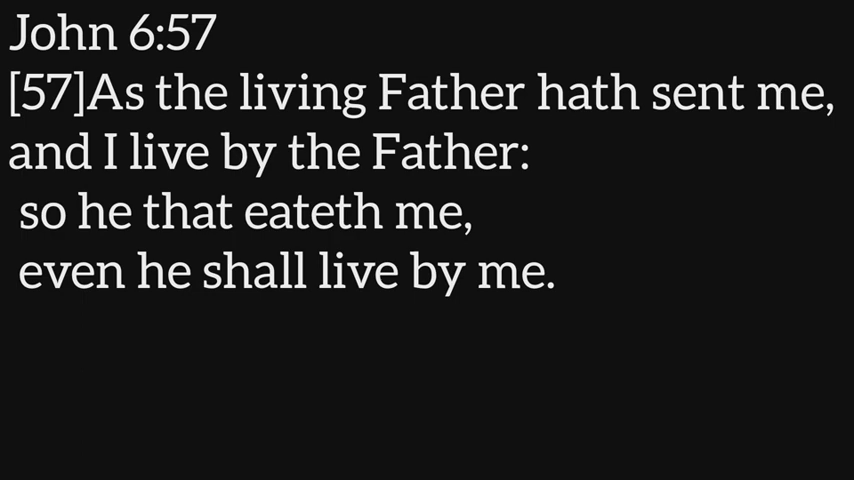 John 6:57
[57]As the living Father hath sent me,
and I live by the Father:
so he that eateth me,
even he shall live by me.